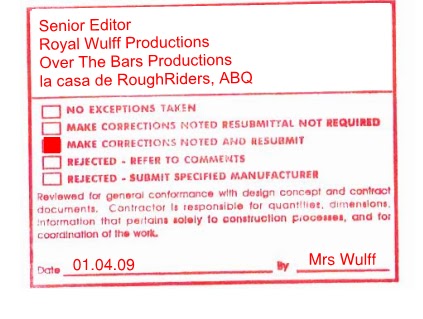 Senior Editor
Royal Wulff Productions
Over The Bars Productions
la casa de RoughRiders, ABQ
NO EXCEPTIONS TAKEN
MAKE CORRECTIONS NOTED RESUBMITTAL NOT REQUIRED
MAKE CORRECTIONS NOTED AND RESUBMIT
REJECTED - REFER TO COMMENTS
REJECTED - SUBMIT SPECIFIED MANUFACTURER
Reviewed for general conformance with design concept and contract
documents. Contractor is responsible for quantities, dimensions,
information that pertains solely to construction processes, and for
coordination of the work.
Date 01.04.09 By Mrs Wulff